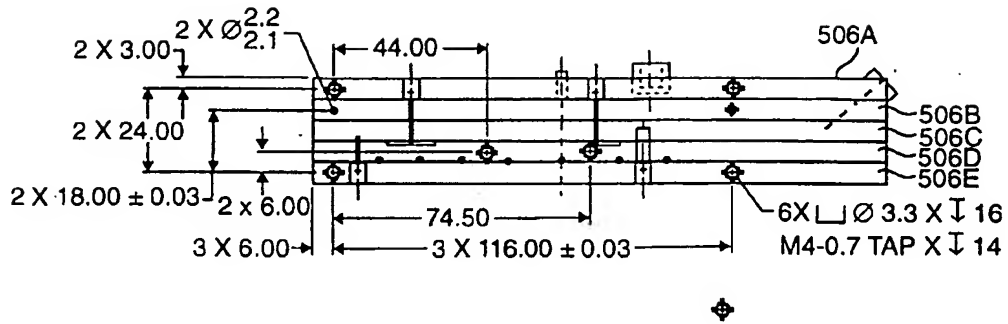 2 X Ø 2.2
2.1
2 X 3.00
44.00
506A
506B
506C
506D
506E
2 X 24.00
2 X 18.00 ± 0.03
2 x 6.00
74.50
3 X 6.00
3 X 116.00 ± 0.03
6X ⌴ Ø 3.3 X ↧ 16
M4-0.7 TAP X ↧ 14